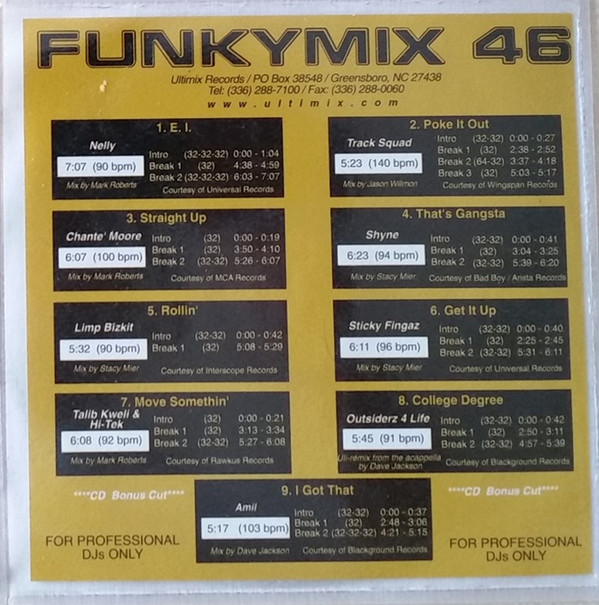 FUNKYMIX 46
Ultimix Records / PO Box 38548 / Greensboro, NC 27438
Tel: (336) 288-7100 / Fax: (336) 288-0060
www.ultimix.com
1. E. I.
Nelly
7:07 (90 bpm)
Mix by Mark Roberts
Intro (32-32-32) 0:00 - 1:04
Break 1 (32) 4:38 - 4:59
Break 2 (32-32-32) 6:03 - 7:07
Courtesy of Universal Records
2. Poke It Out
Track Squad
5:23 (140 bpm)
Mix by Jason Wilmon
Intro (32-32) 0:00 - 0:27
Break 1 (32) 2:38 - 2:52
Break 2 (64-32) 3:37 - 4:18
Break 3 (32) 5:03 - 5:17
Courtesy of Wingspan Records
3. Straight Up
Chante' Moore
6:07 (100 bpm)
Mix by Mark Roberts
Intro (32) 0:00 - 0:19
Break 1 (32) 3:50 - 4:10
Break 2 (32-32) 5:26 - 6:07
Courtesy of MCA Records
4. That's Gangsta
Shyne
6:23 (94 bpm)
Mix by Stacy Mier
Intro (32-32) 0:00 - 0:41
Break 1 (32) 3:04 - 3:25
Break 2 (32-32) 5:39 - 6:20
Courtesy of Bad Boy / Arista Records
5. Rollin'
Limp Bizkit
5:32 (90 bpm)
Mix by Stacy Mier
Intro (32-32) 0:00 - 0:42
Break 1 (32) 5:08 - 5:29
Courtesy of Interscope Records
6. Get It Up
Sticky Fingaz
6:11 (96 bpm)
Mix by Stacy Mier
Intro (32-32) 0:00 - 0:40
Break 1 (32) 2:25 - 2:45
Break 2 (32-32) 5:31 - 6:11
Courtesy of Universal Records
7. Move Somethin'
Talib Kweli &
Hi-Tek
6:08 (92 bpm)
Mix by Mark Roberts
Intro (32) 0:00 - 0:21
Break 1 (32) 3:13 - 3:34
Break 2 (32-32) 5:27 - 6:08
Courtesy of Rawkus Records
8. College Degree
Outsiderz 4 Life
5:45 (91 bpm)
Ulti-remix from the acappella
by Dave Jackson
Intro (32-32) 0:00 - 0:42
Break 1 (32) 2:50 - 3:11
Break 2 (32-32) 4:57 - 5:39
Courtesy of Blackground Records
****CD Bonus Cut****
9. I Got That
Amil
5:17 (103 bpm)
Mix by Dave Jackson
Intro (32-32) 0:00 - 0:37
Break 1 (32) 2:48 - 3:06
Break 2 (32-32-32) 4:21 - 5:15
Courtesy of Blackground Records
****CD Bonus Cut****
FOR PROFESSIONAL
DJs ONLY
FOR PROFESSIONAL
DJs ONLY